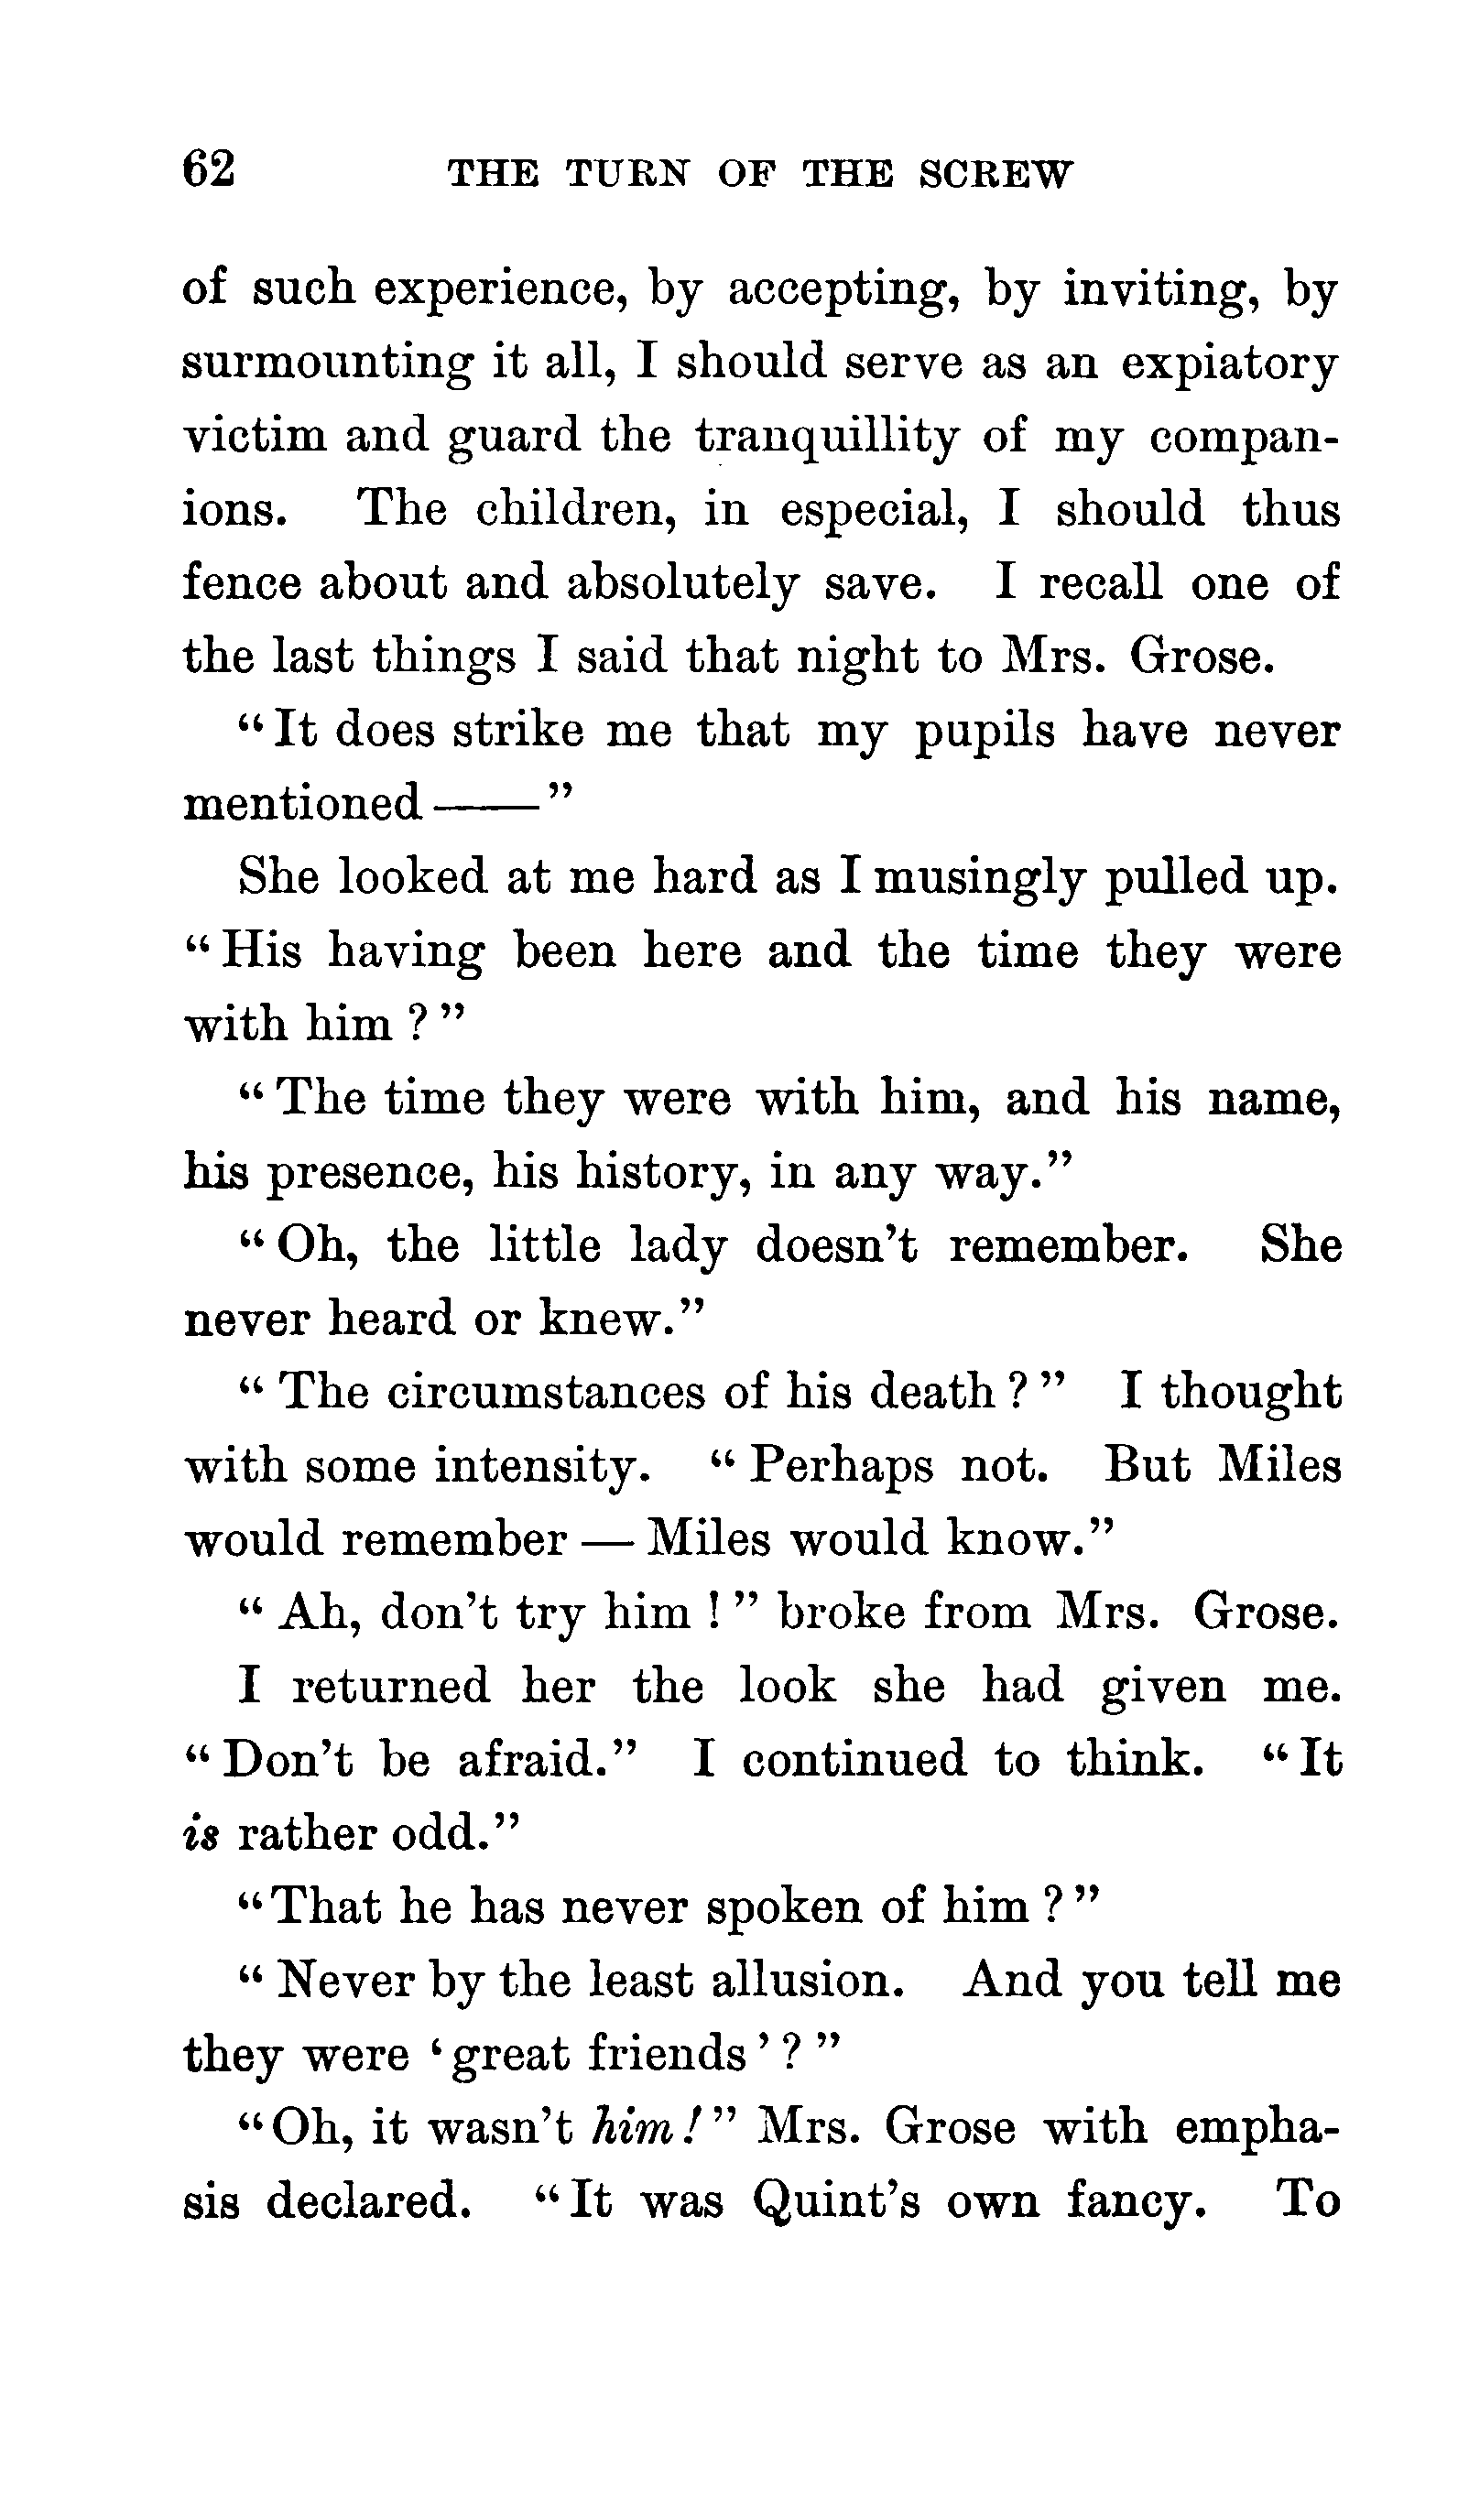 62 THE TURN OF THE SCREW
of such experience, by accepting, by inviting, by
surmounting it all, I should serve as an expiatory
victim and guard the tranquillity of my compan-
ions. The children, in especial, I should thus
fence about and absolutely save. I recall one of
the last things I said that night to Mrs. Grose.
“It does strike me that my pupils have never
mentioned——”
She looked at me hard as I musingly pulled up.
“His having been here and the time they were
with him?”
“The time they were with him, and his name,
his presence, his history, in any way.”
“Oh, the little lady doesn’t remember. She
never heard or knew.”
“The circumstances of his death?” I thought
with some intensity. “Perhaps not. But Miles
would remember — Miles would know.”
“Ah, don’t try him!” broke from Mrs. Grose.
I returned her the look she had given me.
“Don’t be afraid.” I continued to think. “It
is rather odd.”
“That he has never spoken of him?”
“Never by the least allusion. And you tell me
they were ‘great friends’?”
“Oh, it wasn’t him!” Mrs. Grose with empha-
sis declared. “It was Quint’s own fancy. To